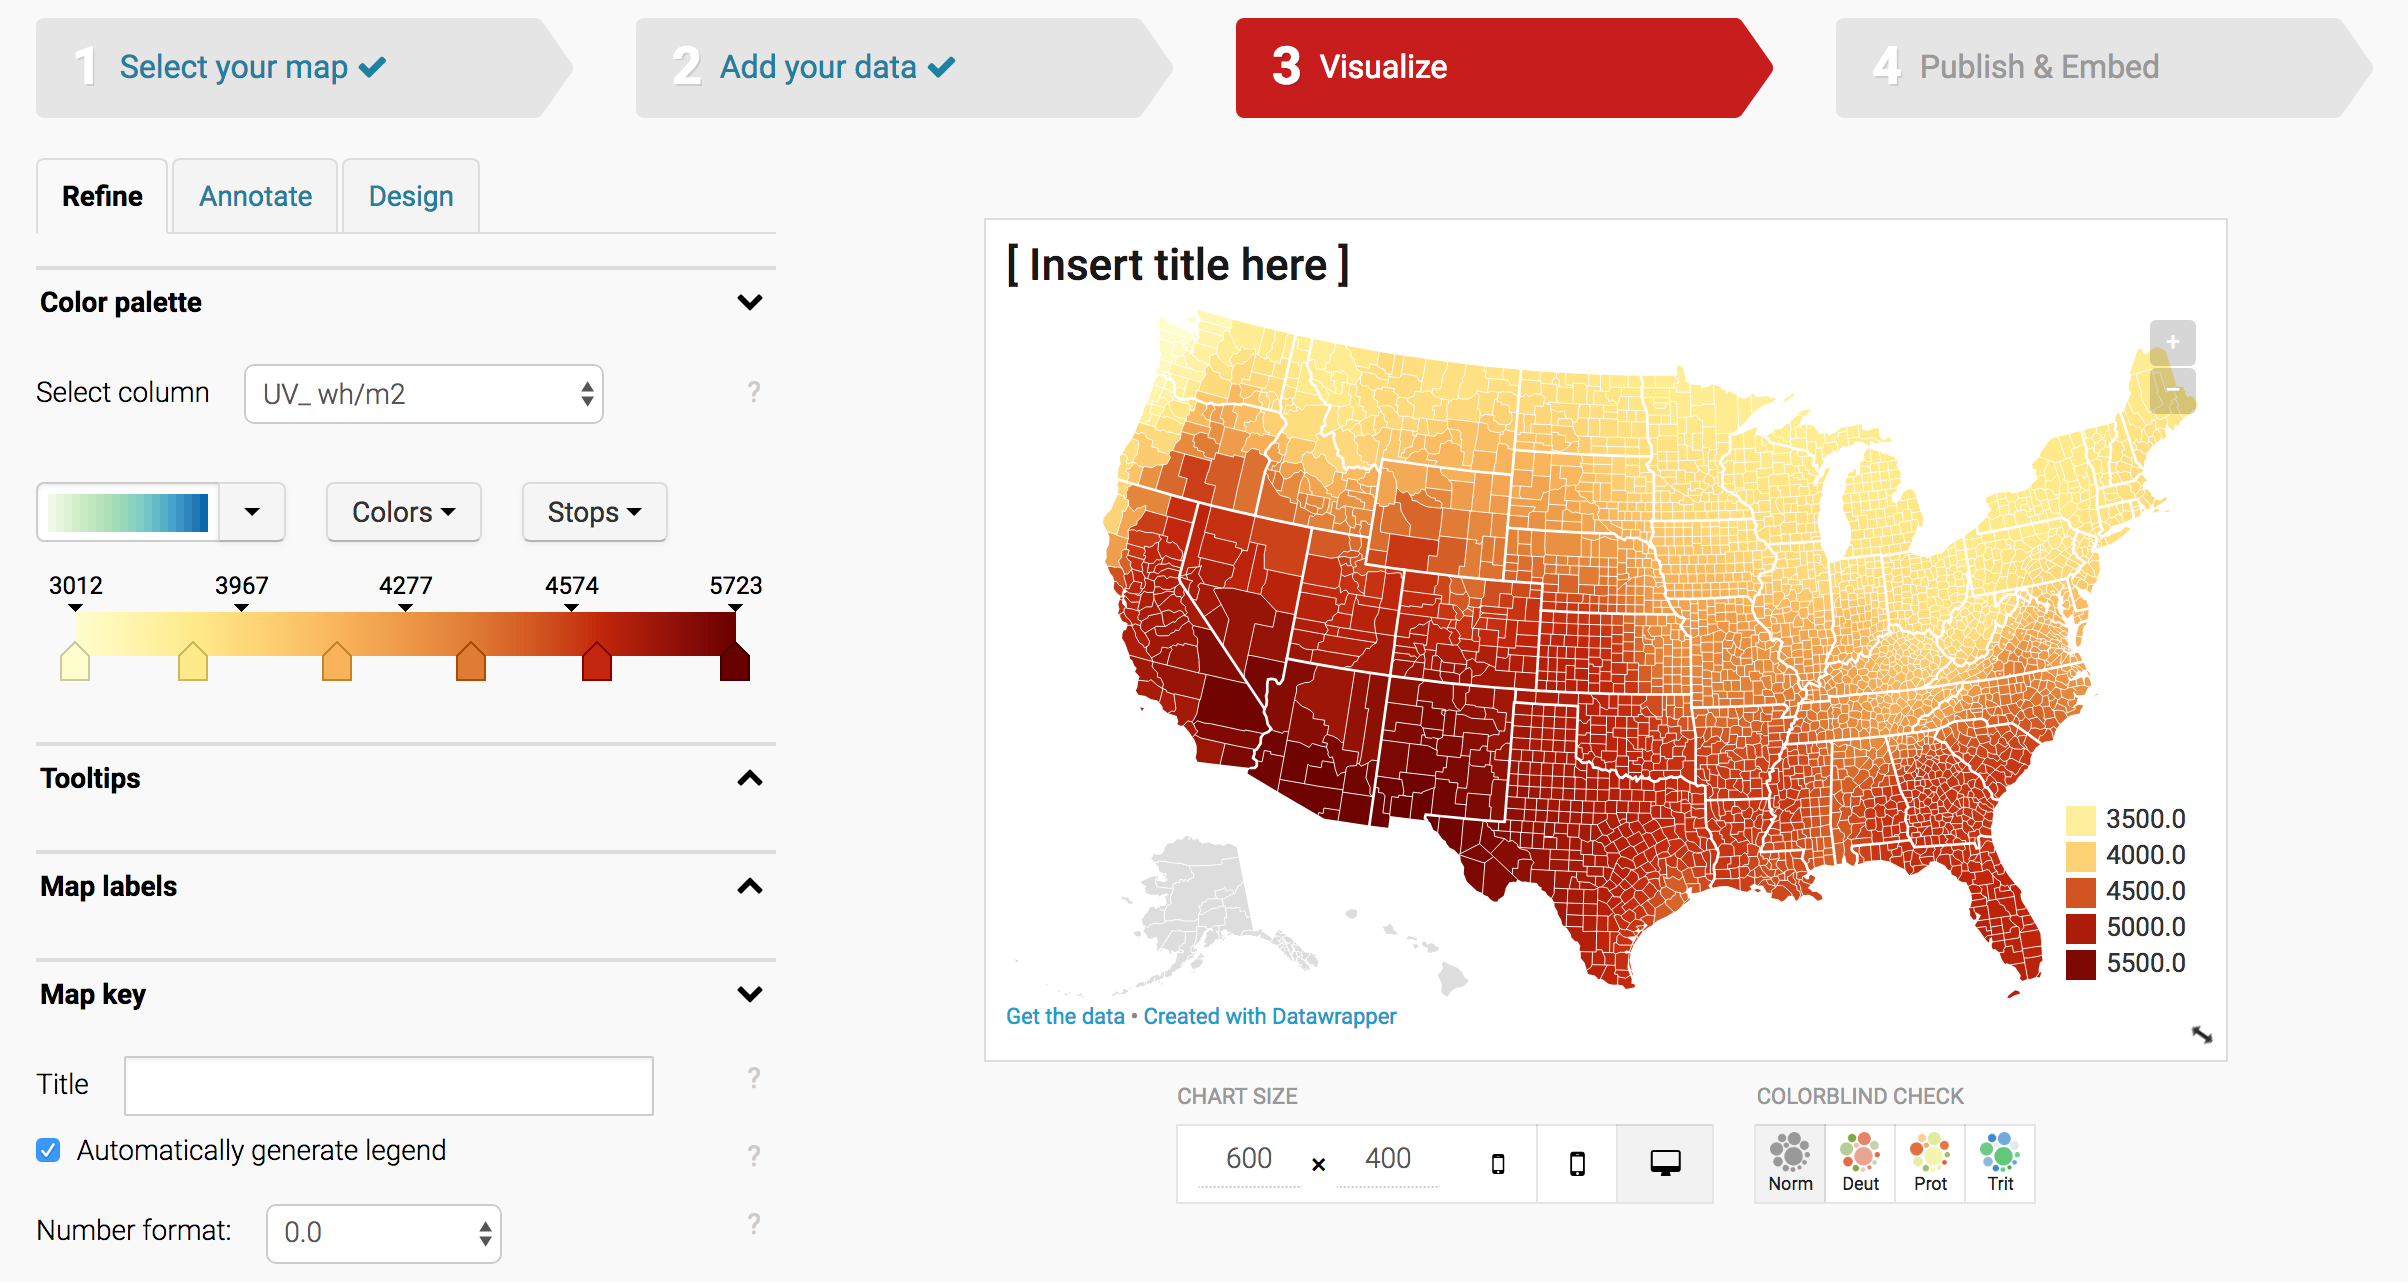 1 Select your map
2 Add your data
3 Visualize
4 Publish & Embed
Refine
Annotate
Design
Color palette
Select column
UV_ wh/m2
?
Colors
Stops
3012 3967 4277 4574 5723
Tooltips
Map labels
Map key
Title
?
Automatically generate legend
?
Number format:
0.0
?
[ Insert title here ]
+
−
3500.0
4000.0
4500.0
5000.0
5500.0
Get the data • Created with Datawrapper
CHART SIZE
600 × 400
COLORBLIND CHECK
Norm
Deut
Prot
Trit